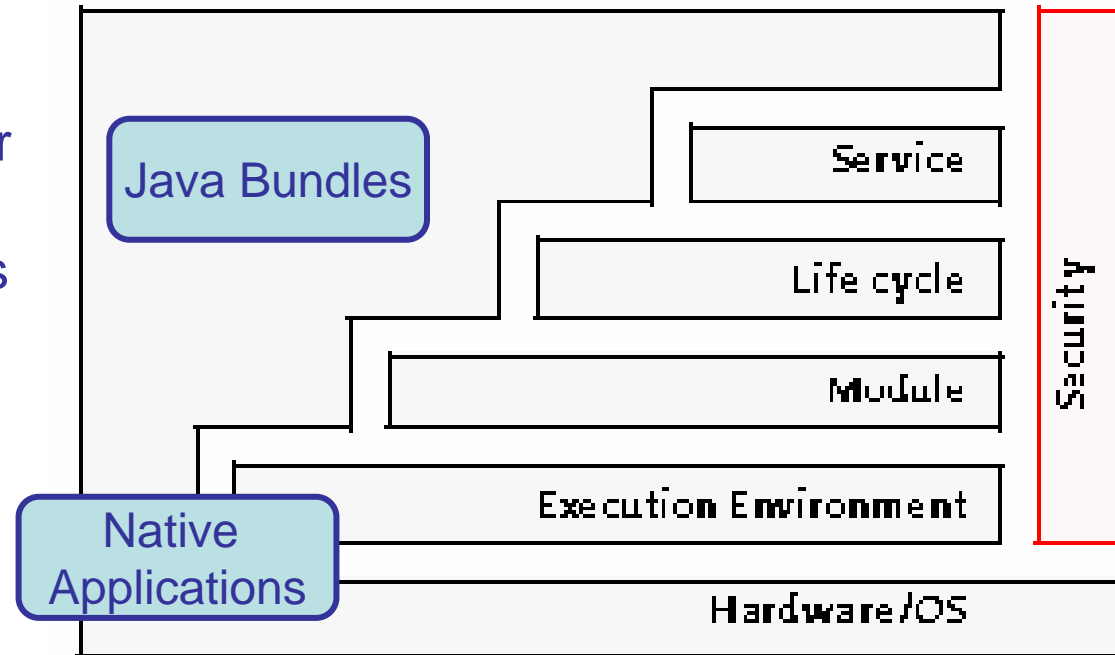 r
s
Java Bundles
Service
Life cycle
Module
Execution Environment
Security
Native
Applications
Hardware/OS